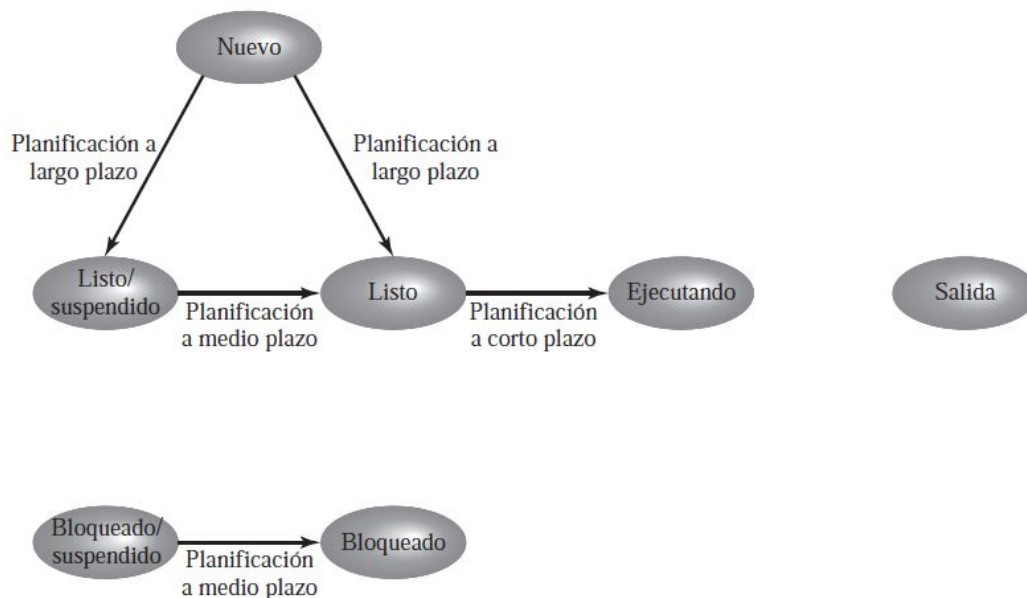 Nuevo
Planificación a
largo plazo
Planificación a
largo plazo
Listo/
suspendido
Planificación
a medio plazo
Listo
Planificación
a corto plazo
Ejecutando
Salida
Bloqueado/
suspendido
Planificación
a medio plazo
Bloqueado